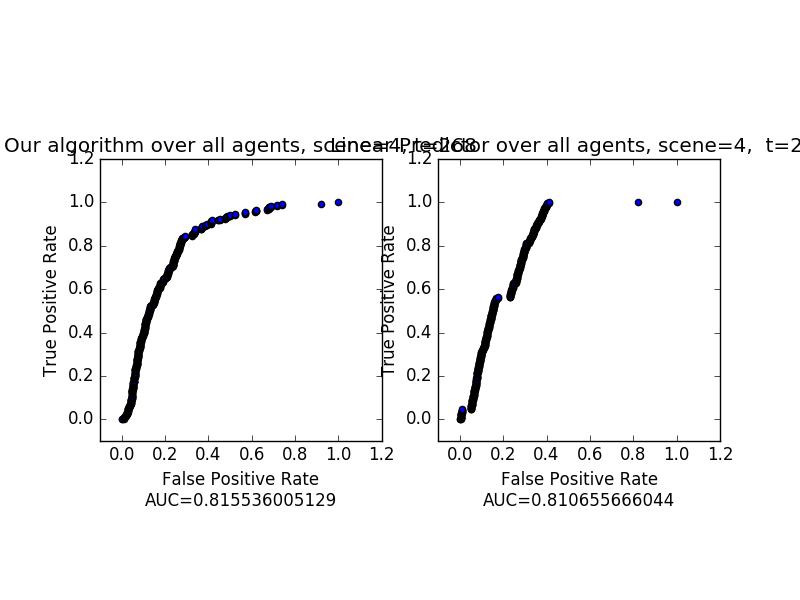 Our algorithm over all agents, scene=4, t=268
1.2
1.0
0.8
0.6
0.4
0.2
0.0
True Positive Rate
0.0 0.2 0.4 0.6 0.8 1.0 1.2
False Positive Rate
AUC=0.815536005129
Linear Predictor over all agents, scene=4, t=2
1.2
1.0
0.8
0.6
0.4
0.2
0.0
True Positive Rate
0.0 0.2 0.4 0.6 0.8 1.0 1.2
False Positive Rate
AUC=0.810655666044